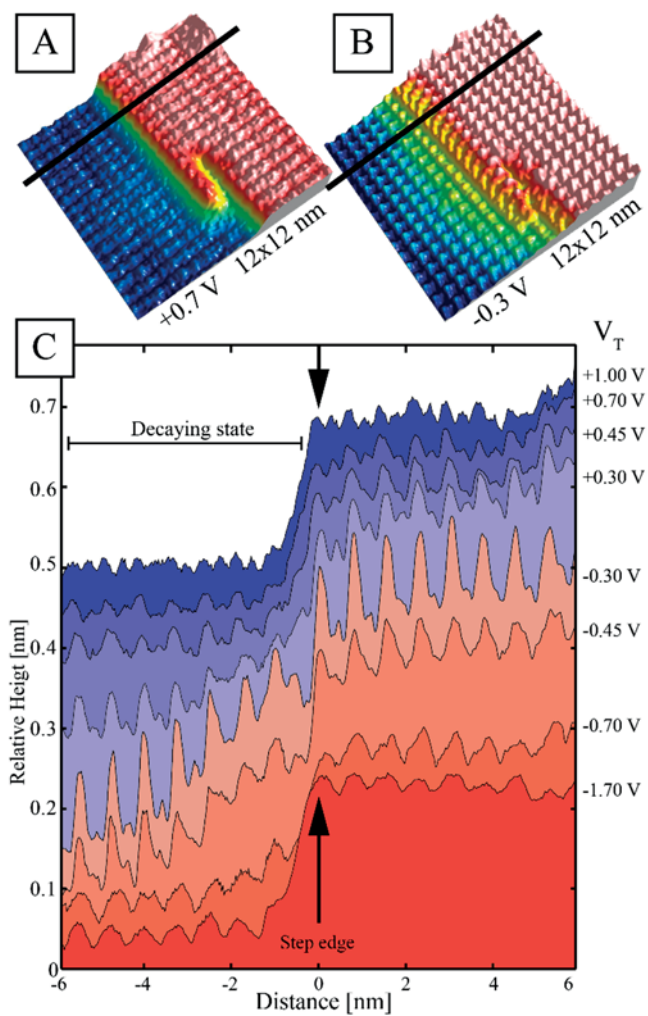 A
B
+0.7 V
12x12 nm
-0.3 V
12x12 nm
C
V_T
Decaying state
+1.00 V
+0.70 V
+0.45 V
+0.30 V
-0.30 V
-0.45 V
-0.70 V
-1.70 V
Relative Heigt [nm]
0.7
0.6
0.5
0.4
0.3
0.2
0.1
0
Step edge
-6
-4
-2
0
2
4
6
Distance [nm]